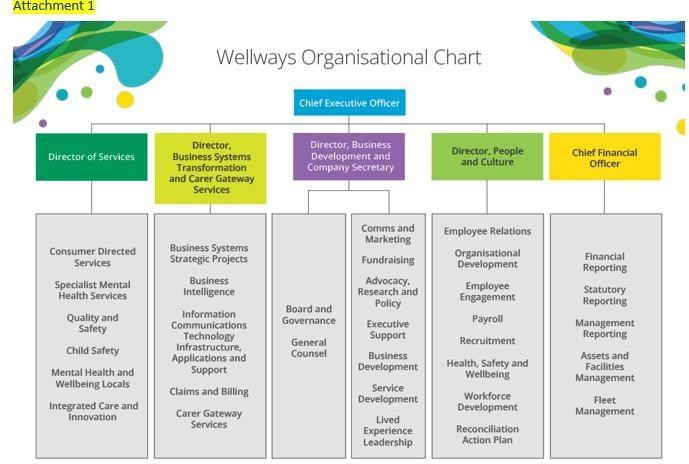 Attachment 1
Wellways Organisational Chart
Chief Executive Officer
Director of Services
Director,
Business Systems
Transformation
and Carer Gateway
Services
Director, Business
Development and
Company Secretary
Director, People
and Culture
Chief Financial
Officer
Consumer Directed
Services
Specialist Mental
Health Services
Quality and
Safety
Child Safety
Mental Health and
Wellbeing Locals
Integrated Care and
Innovation
Business Systems
Strategic Projects
Business
Intelligence
Information
Communications
Technology
Infrastructure,
Applications and
Support
Claims and Billing
Carer Gateway
Services
Board and
Governance
General
Counsel
Comms and
Marketing
Fundraising
Advocacy,
Research and
Policy
Executive
Support
Business
Development
Service
Development
Lived
Experience
Leadership
Employee Relations
Organisational
Development
Employee
Engagement
Payroll
Recruitment
Health, Safety and
Wellbeing
Workforce
Development
Reconciliation
Action Plan
Financial
Reporting
Statutory
Reporting
Management
Reporting
Assets and
Facilities
Management
Fleet
Management